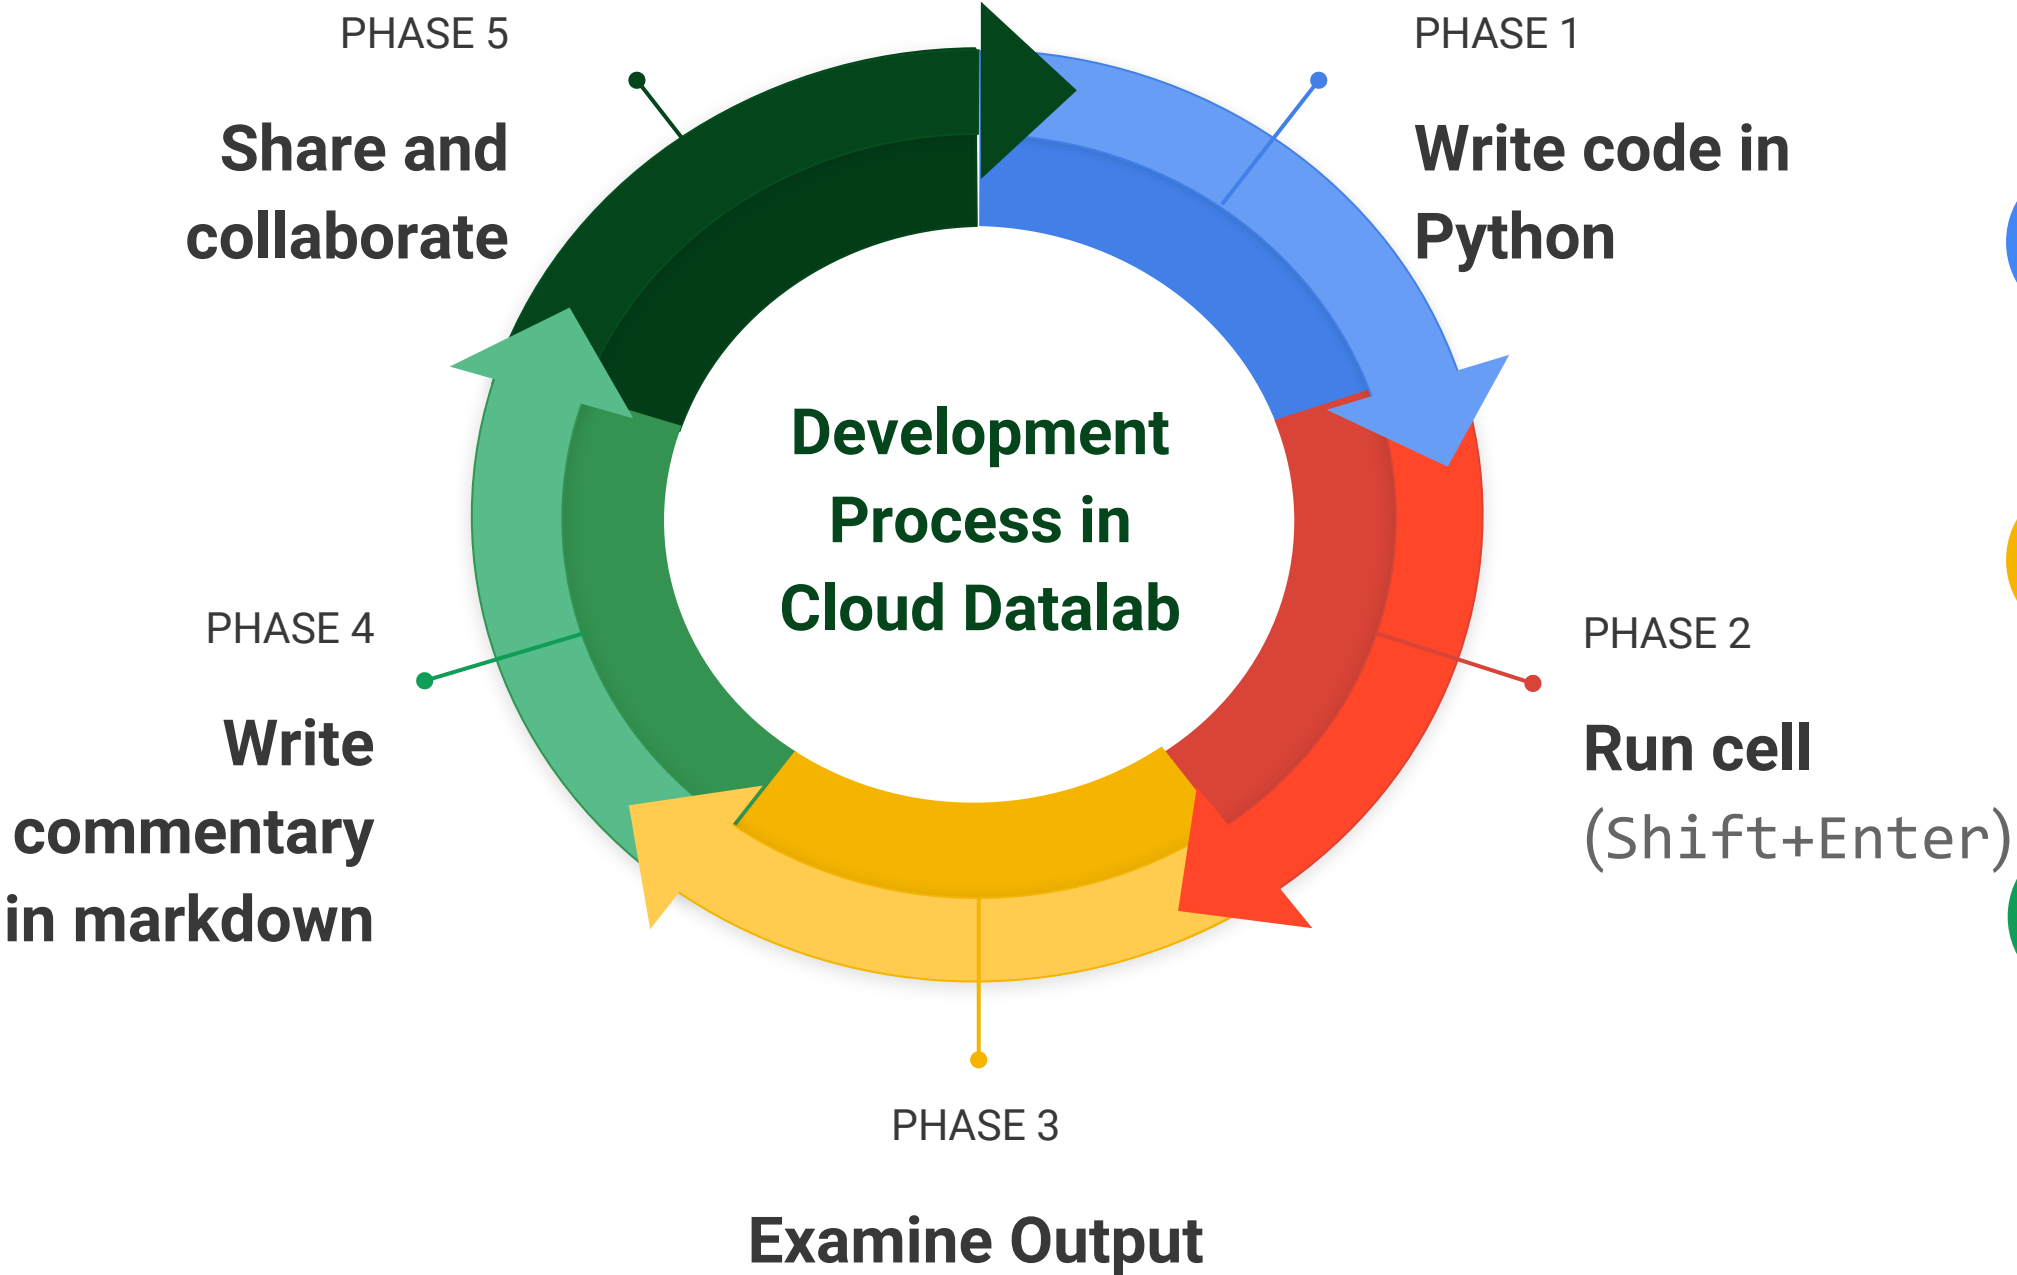 PHASE 1
Write code in
Python
PHASE 2
Run cell
(Shift+Enter)
PHASE 3
Examine Output
PHASE 4
Write
commentary
in markdown
PHASE 5
Share and
collaborate
Development
Process in
Cloud Datalab